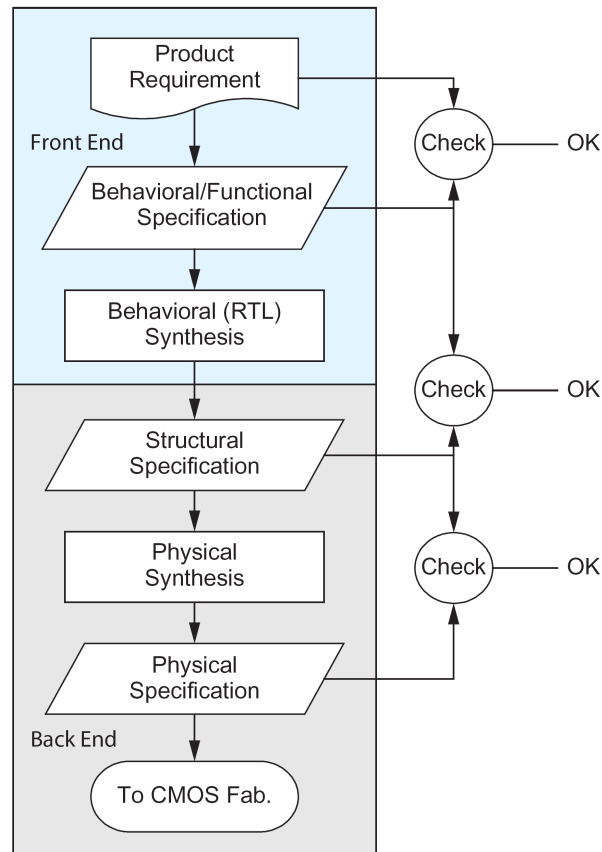 Product
Requirement
Front End
Check
OK
Behavioral/Functional
Specification
Behavioral (RTL)
Synthesis
Check
OK
Structural
Specification
Physical
Synthesis
Check
OK
Physical
Specification
Back End
To CMOS Fab.